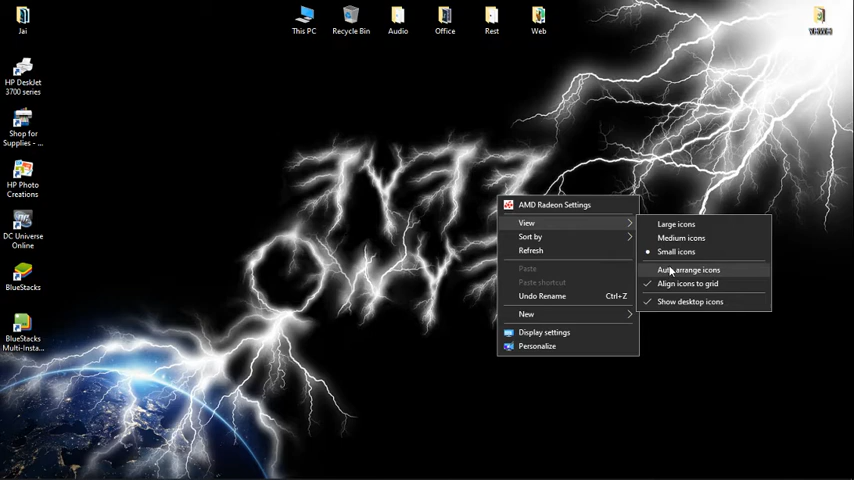 Jai
This PC
Recycle Bin
Audio
Office
Rest
Web
YHWH
HP DeskJet
3700 series
Shop for
Supplies - ...
HP Photo
Creations
DC Universe
Online
BlueStacks
BlueStacks
Multi-Insta...
AMD Radeon Settings
View
Sort by
Refresh
Paste
Paste shortcut
Undo Rename Ctrl+Z
New
Display settings
Personalize
Large icons
Medium icons
Small icons
Auto arrange icons
Align icons to grid
Show desktop icons